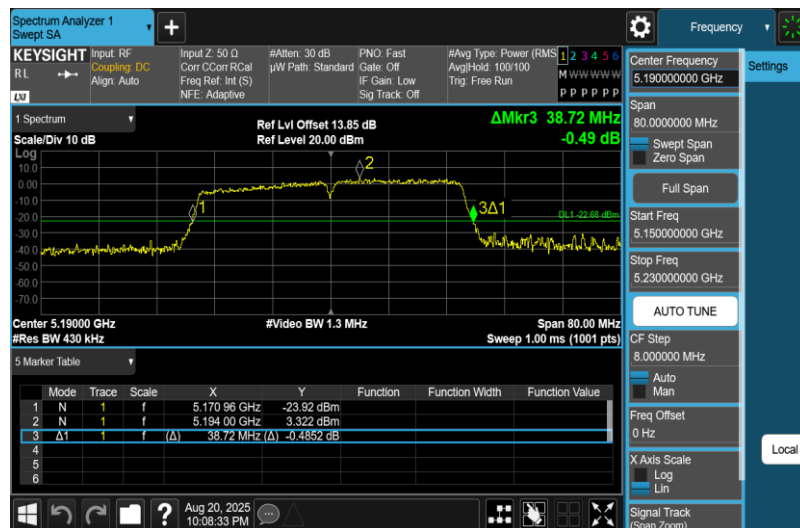 Spectrum Analyzer 1
Swept SA
+
Frequency
KEYSIGHT
RL
LXI
Input: RF
Coupling: DC
Align: Auto
Input Z: 50 Ω
Corr CCorr RCal
Freq Ref: Int (S)
NFE: Adaptive
#Atten: 30 dB
µW Path: Standard
PNO: Fast
Gate: Off
IF Gain: Low
Sig Track: Off
#Avg Type: Power (RMS
Avg|Hold: 100/100
Trig: Free Run
1 2 3 4 5 6
M W W W W W
P P P P P P
1 Spectrum
Scale/Div 10 dB
Log
Ref Lvl Offset 13.85 dB
Ref Level 20.00 dBm
ΔMkr3 38.72 MHz
-0.49 dB
10.0
0.00
-10.0
-20.0
-30.0
-40.0
-50.0
-60.0
-70.0
1
2
3Δ1
DL1 -22.68 dBm
Center 5.19000 GHz
#Res BW 430 kHz
#Video BW 1.3 MHz
Span 80.00 MHz
Sweep 1.00 ms (1001 pts)
5 Marker Table
Mode Trace Scale X Y Function Function Width Function Value
1 N 1 f 5.170 96 GHz -23.92 dBm
2 N 1 f 5.194 00 GHz 3.322 dBm
3 Δ1 1 f (Δ) 38.72 MHz (Δ) -0.4852 dB
4
5
6
?
Aug 20, 2025
10:08:33 PM
Center Frequency
5.190000000 GHz
Span
80.0000000 MHz
Swept Span
Zero Span
Full Span
Start Freq
5.150000000 GHz
Stop Freq
5.230000000 GHz
AUTO TUNE
CF Step
8.000000 MHz
Auto
Man
Freq Offset
0 Hz
X Axis Scale
Log
Lin
Signal Track
(Span Zoom)
Settings
Local